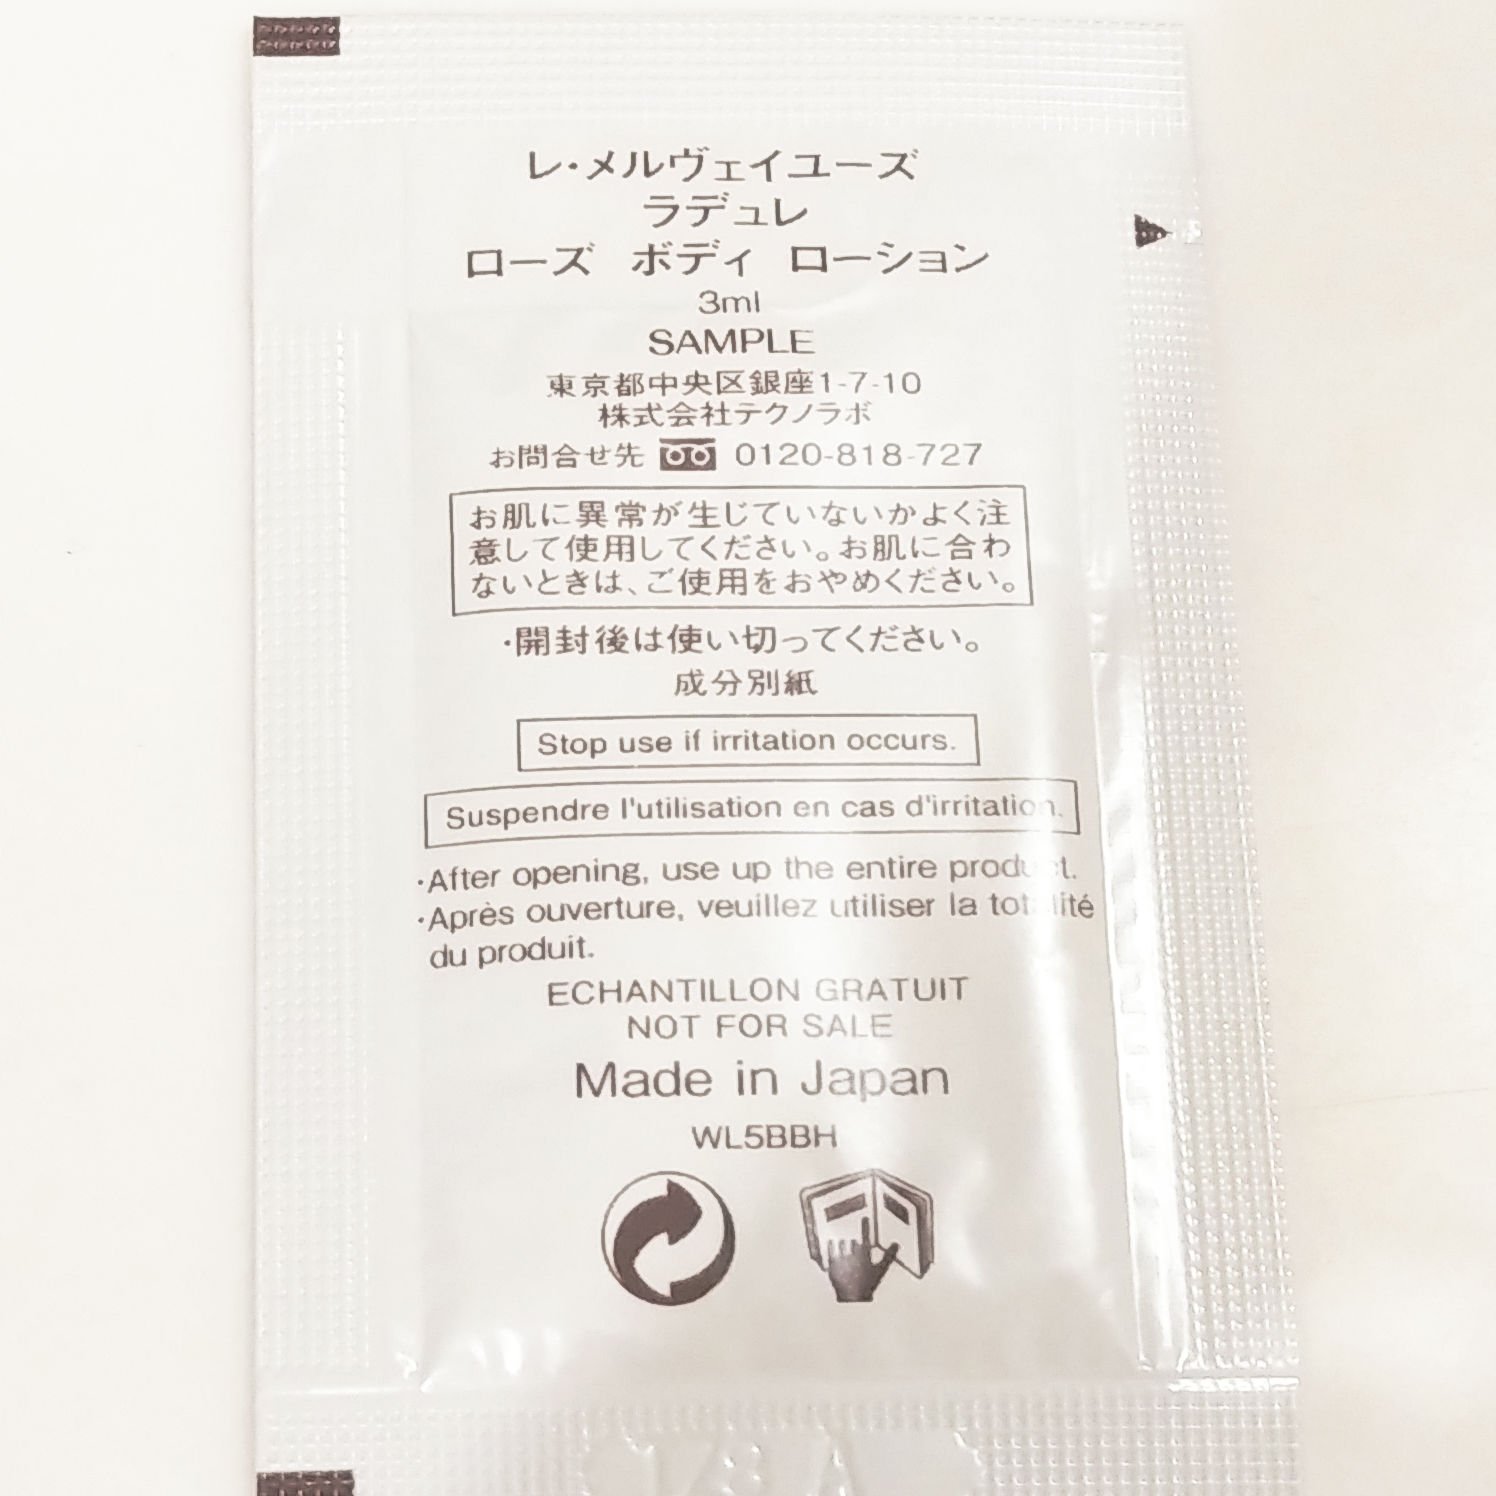 レ・メルヴェイユーズ
ラデュレ
ローズ ボディ ローション
3ml
SAMPLE
東京都中央区銀座1-7-10
株式会社テクノラボ
お問合せ先 0120-818-727
お肌に異常が生じていないかよく注
意して使用してください。お肌に合わ
ないときは、ご使用をおやめください。
・開封後は使い切ってください。
成分別紙
Stop use if irritation occurs.
Suspendre l'utilisation en cas d'irritation.
・After opening, use up the entire product.
・Après ouverture, veuillez utiliser la totalité
du produit.
ECHANTILLON GRATUIT
NOT FOR SALE
Made in Japan
WL5BBH